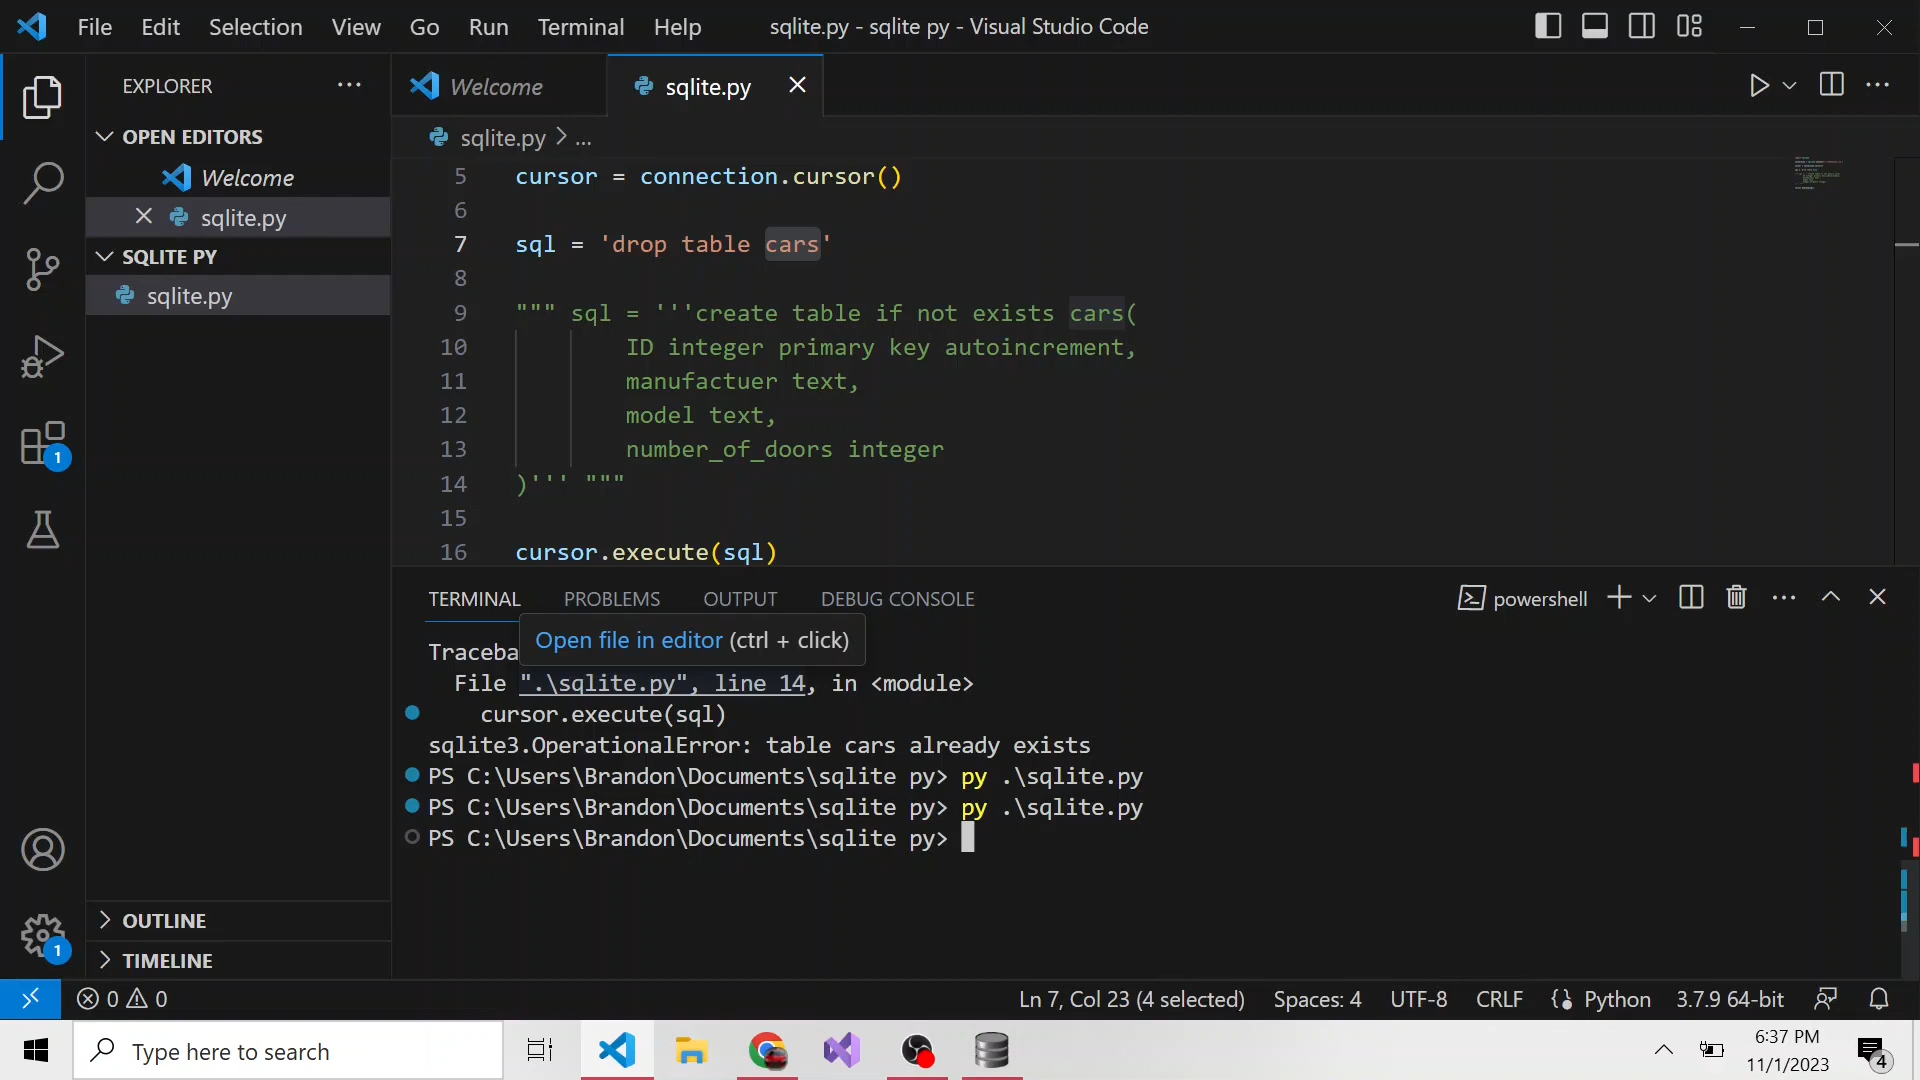 File Edit Selection View Go Run Terminal Help sqlite.py - sqlite py - Visual Studio Code
EXPLORER
Welcome
sqlite.py
OPEN EDITORS
Welcome
sqlite.py
SQLITE PY
sqlite.py
OUTLINE
TIMELINE
sqlite.py > ...
5 cursor = connection.cursor()
6
7 sql = 'drop table cars'
8
9 """ sql = '''create table if not exists cars(
10 ID integer primary key autoincrement,
11 manufactuer text,
12 model text,
13 number_of_doors integer
14 )''' """
15
16 cursor.execute(sql)
TERMINAL PROBLEMS OUTPUT DEBUG CONSOLE
powershell
Open file in editor (ctrl + click)
Traceba
File ".\sqlite.py", line 14, in <module>
cursor.execute(sql)
sqlite3.OperationalError: table cars already exists
PS C:\Users\Brandon\Documents\sqlite py> py .\sqlite.py
PS C:\Users\Brandon\Documents\sqlite py> py .\sqlite.py
PS C:\Users\Brandon\Documents\sqlite py>
1
1
0 0
Ln 7, Col 23 (4 selected) Spaces: 4 UTF-8 CRLF Python 3.7.9 64-bit
Type here to search
6:37 PM
11/1/2023
4